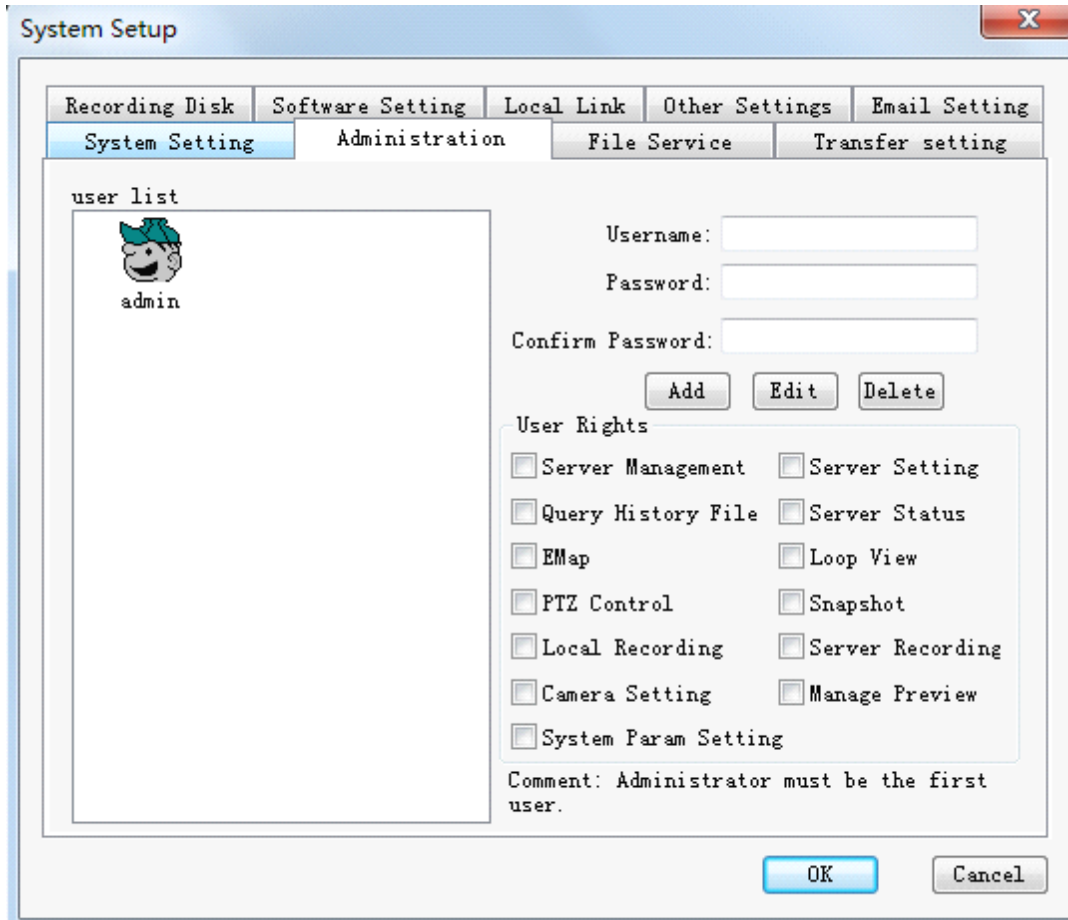 System Setup
Recording Disk Software Setting Local Link Other Settings Email Setting
System Setting Administration File Service Transfer setting
user list
admin
Username:
Password:
Confirm Password:
Add Edit Delete
User Rights
Server Management Server Setting
Query History File Server Status
EMap Loop View
PTZ Control Snapshot
Local Recording Server Recording
Camera Setting Manage Preview
System Param Setting
Comment: Administrator must be the first
user.
OK Cancel